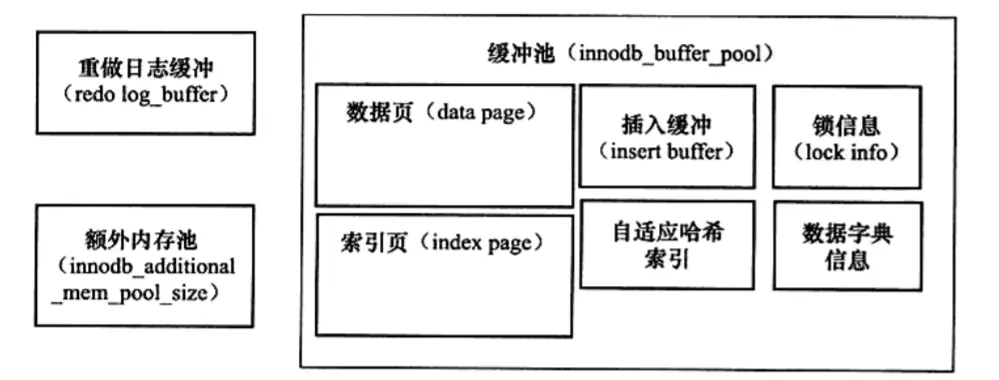 重做日志缓冲
（redo log_buffer）
额外内存池
（innodb_additional
_mem_pool_size）
缓冲池（innodb_buffer_pool）
数据页（data page）
插入缓冲
（insert buffer）
锁信息
（lock info）
索引页（index page）
自适应哈希
索引
数据字典
信息